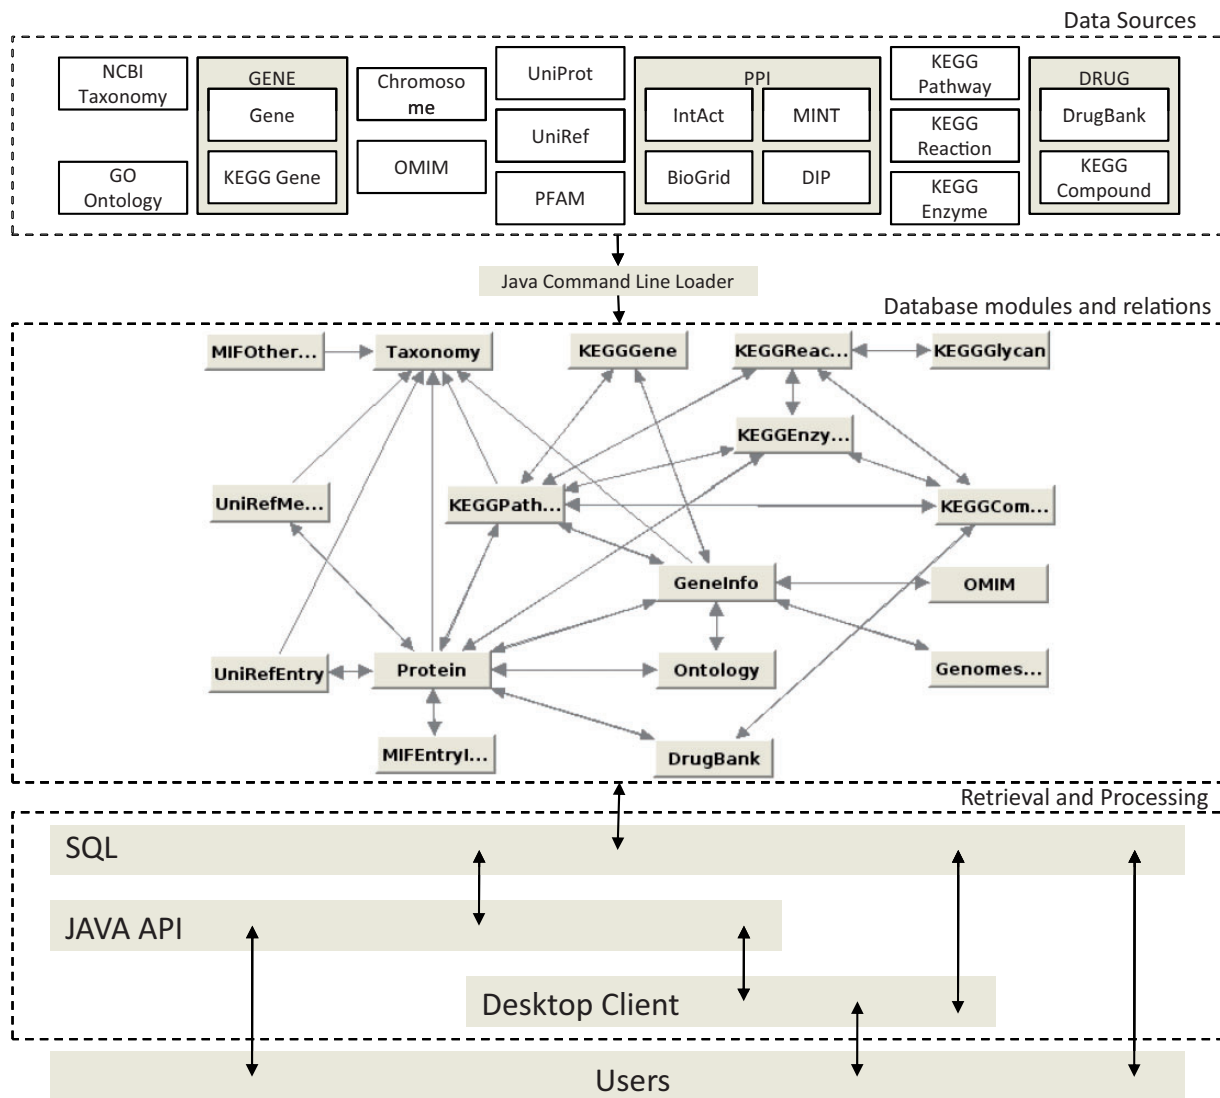 Data Sources
NCBI
Taxonomy
GO
Ontology
GENE
Gene
KEGG Gene
Chromoso
me
OMIM
UniProt
UniRef
PFAM
PPI
IntAct
MINT
BioGrid
DIP
KEGG
Pathway
KEGG
Reaction
KEGG
Enzyme
DRUG
DrugBank
KEGG
Compound
Java Command Line Loader
Database modules and relations
MIFOther...
Taxonomy
KEGGGene
KEGGReac...
KEGGGlycan
KEGGEnzy...
UniRefMe...
KEGGPath...
KEGGCom...
GeneInfo
OMIM
UniRefEntry
Protein
Ontology
Genomes...
MIFEntryI...
DrugBank
Retrieval and Processing
SQL
JAVA API
Desktop Client
Users